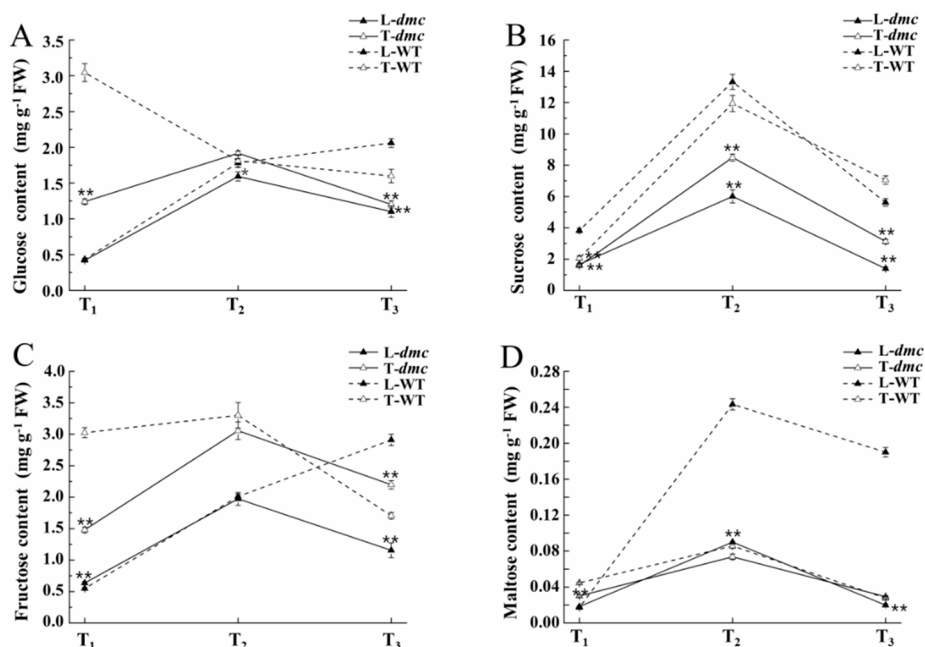 A
L-dmc
T-dmc
L-WT
T-WT
Glucose content (mg g-1 FW)
3.5
3.0
2.5
2.0
1.5
1.0
0.5
0.0
**
*
**
**
T1
T2
T3
B
L-dmc
T-dmc
L-WT
T-WT
Sucrose content (mg g-1 FW)
16
14
12
10
8
6
4
2
0
**
**
**
**
**
**
T1
T2
T3
C
L-dmc
T-dmc
L-WT
T-WT
Fructose content (mg g-1 FW)
4.0
3.5
3.0
2.5
2.0
1.5
1.0
0.5
0.0
**
**
**
**
T1
T2
T3
D
L-dmc
T-dmc
L-WT
T-WT
Maltose content (mg g-1 FW)
0.28
0.24
0.20
0.16
0.12
0.08
0.04
0.00
**
**
**
T1
T2
T3